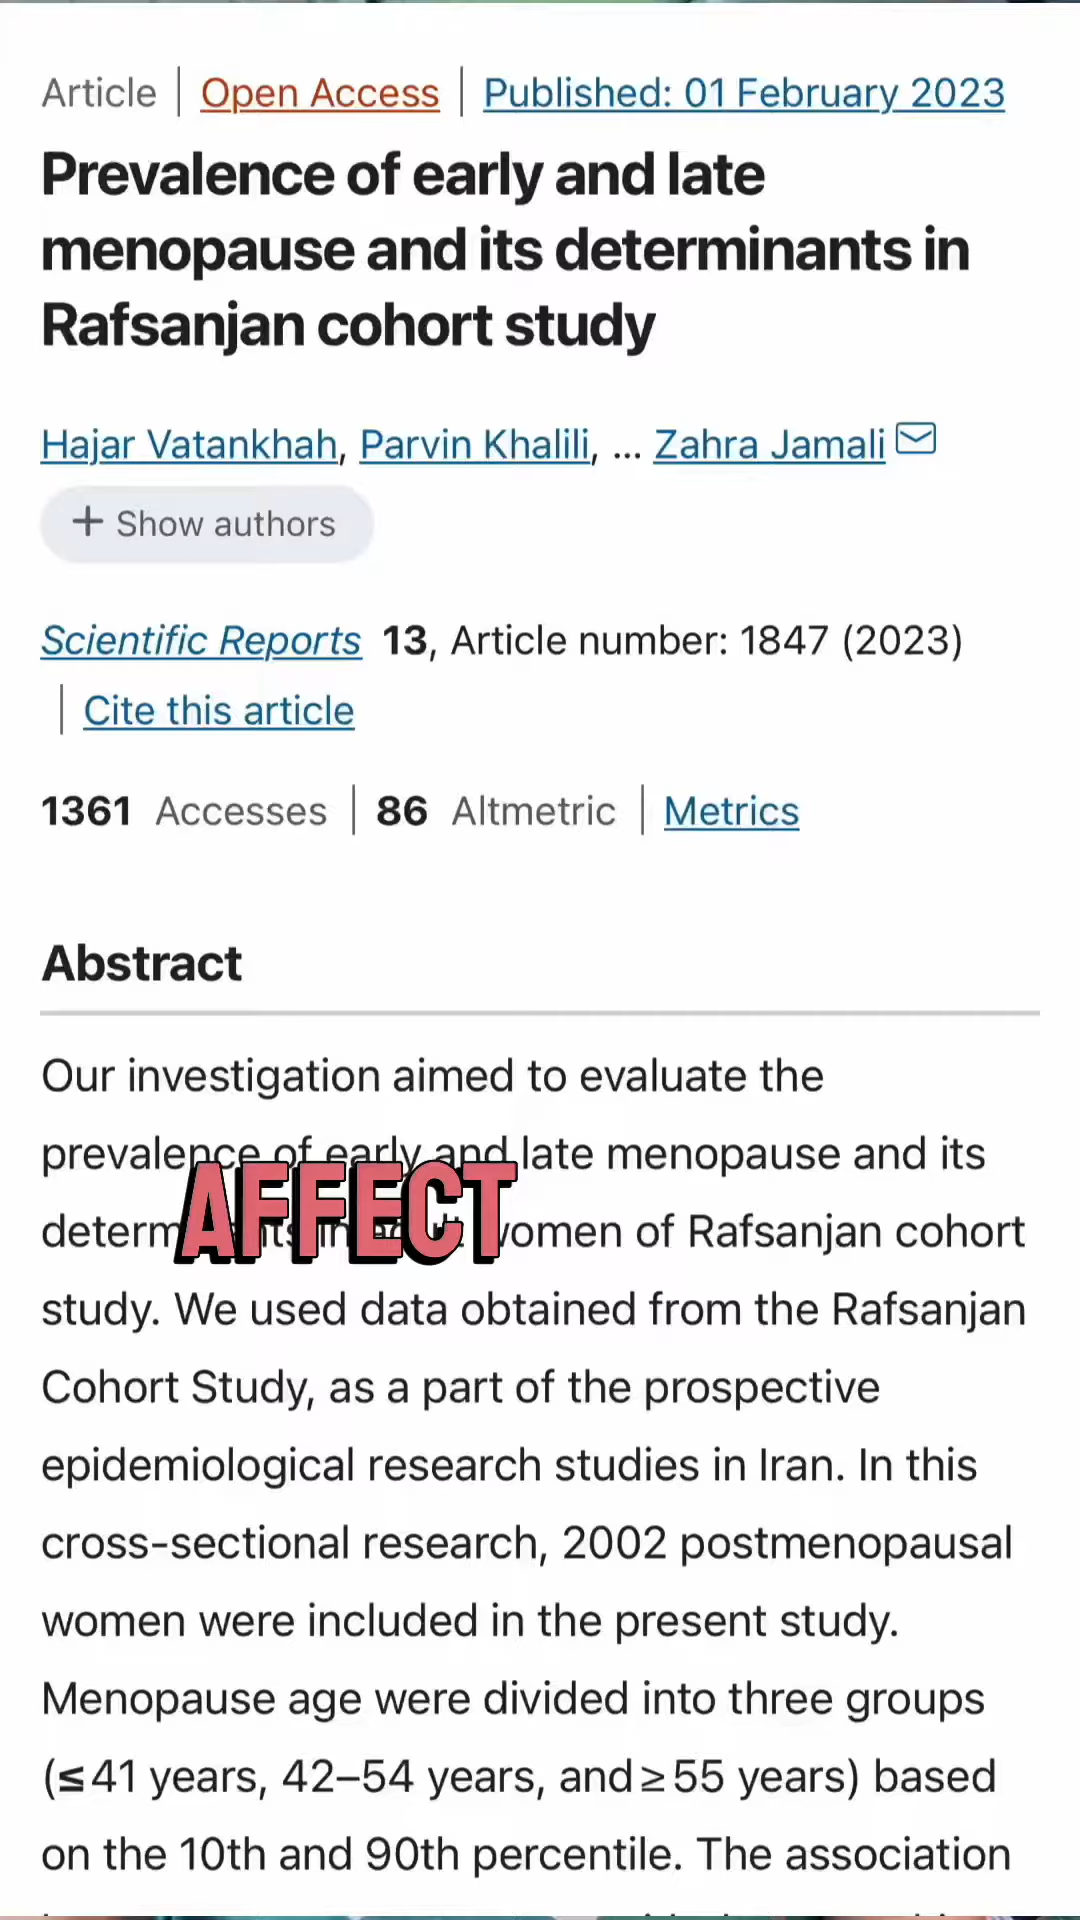 Article | Open Access | Published: 01 February 2023
Prevalence of early and late
menopause and its determinants in
Rafsanjan cohort study
Hajar Vatankhah, Parvin Khalili, ... Zahra Jamali
+ Show authors
Scientific Reports 13, Article number: 1847 (2023)
| Cite this article
1361 Accesses | 86 Altmetric | Metrics
Abstract
Our investigation aimed to evaluate the
prevalence of early and late menopause and its
AFFECT
women of Rafsanjan cohort
study. We used data obtained from the Rafsanjan
Cohort Study, as a part of the prospective
epidemiological research studies in Iran. In this
cross-sectional research, 2002 postmenopausal
women were included in the present study.
Menopause age were divided into three groups
(≤41 years, 42–54 years, and≥55 years) based
on the 10th and 90th percentile. The association